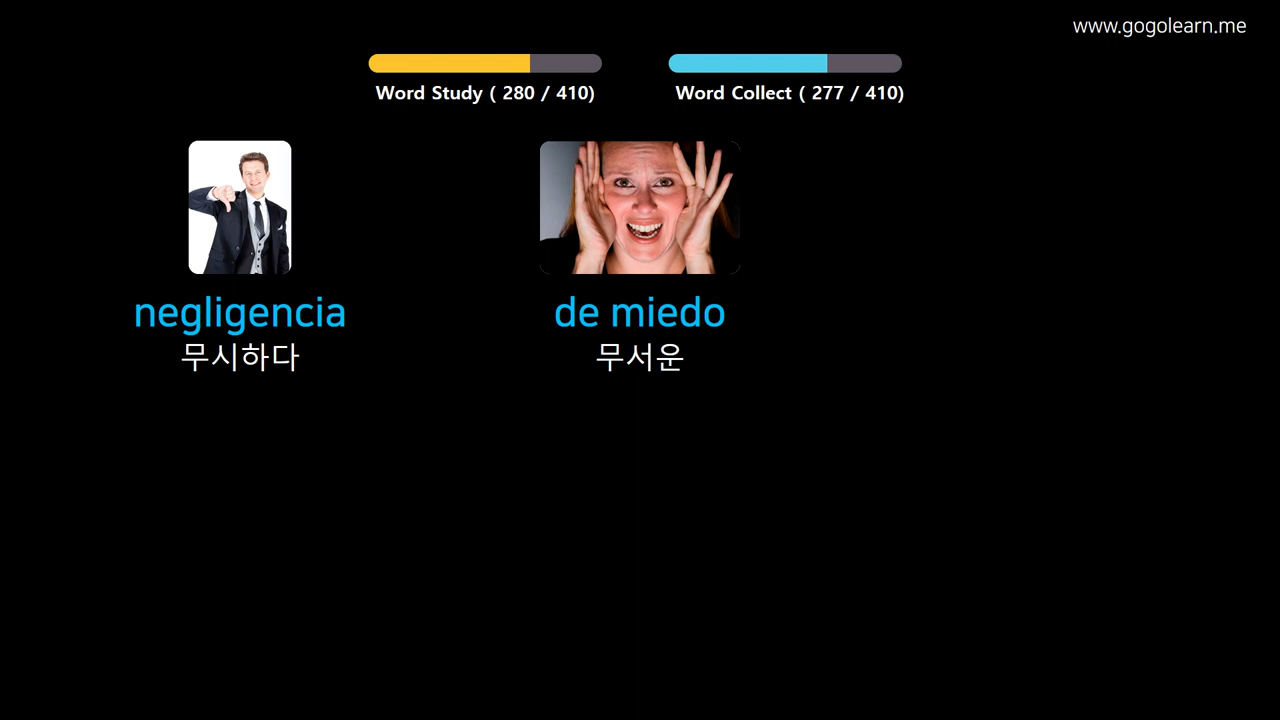 www.gogolearn.me
Word Study ( 280 / 410)
Word Collect ( 277 / 410)
negligencia
무시하다
de miedo
무서운